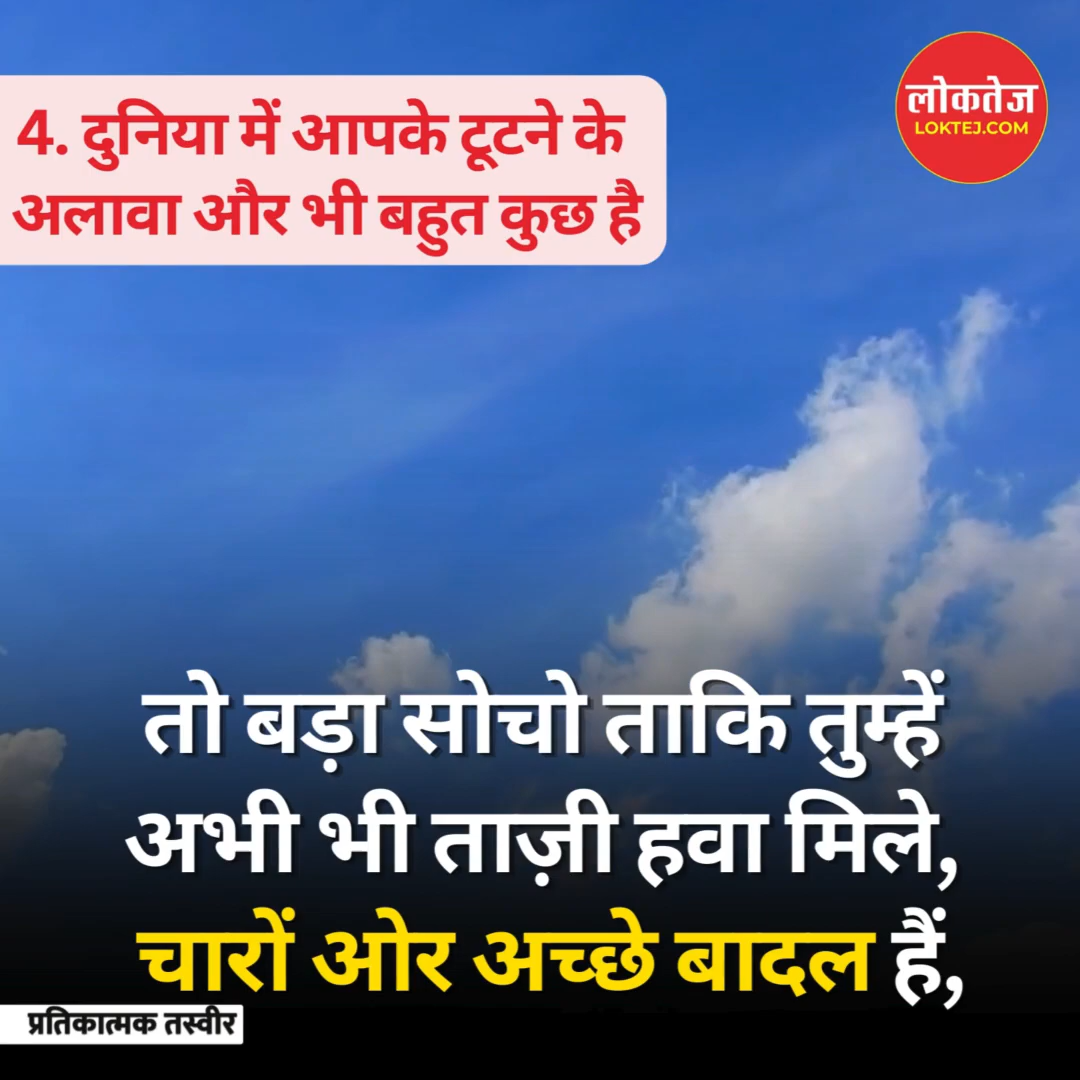 4. दुनिया में आपके टूटने के
अलावा और भी बहुत कुछ है
लोकतेज
LOKTEJ.COM
तो बड़ा सोचो ताकि तुम्हें
अभी भी ताज़ी हवा मिले,
चारों ओर अच्छे बादल हैं,
प्रतिकात्मक तस्वीर